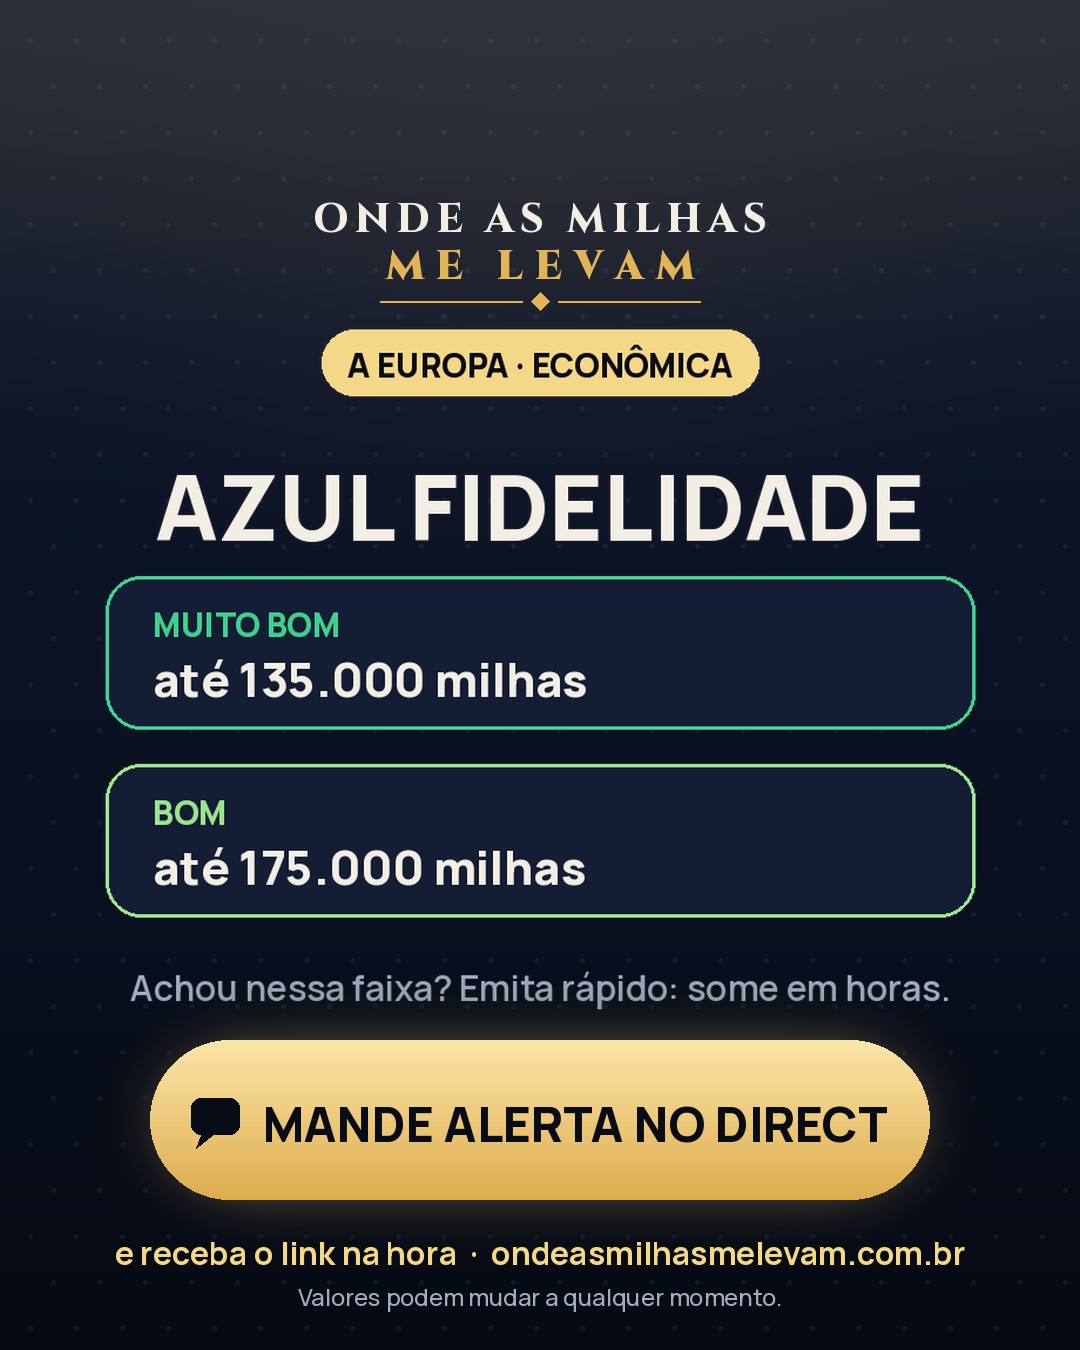 ONDE AS MILHAS
ME LEVAM
A EUROPA · ECONÔMICA
AZUL FIDELIDADE
MUITO BOM
até 135.000 milhas
BOM
até 175.000 milhas
Achou nessa faixa? Emita rápido: some em horas.
MANDE ALERTA NO DIRECT
e receba o link na hora · ondeasmilhasmelevam.com.br
Valores podem mudar a qualquer momento.